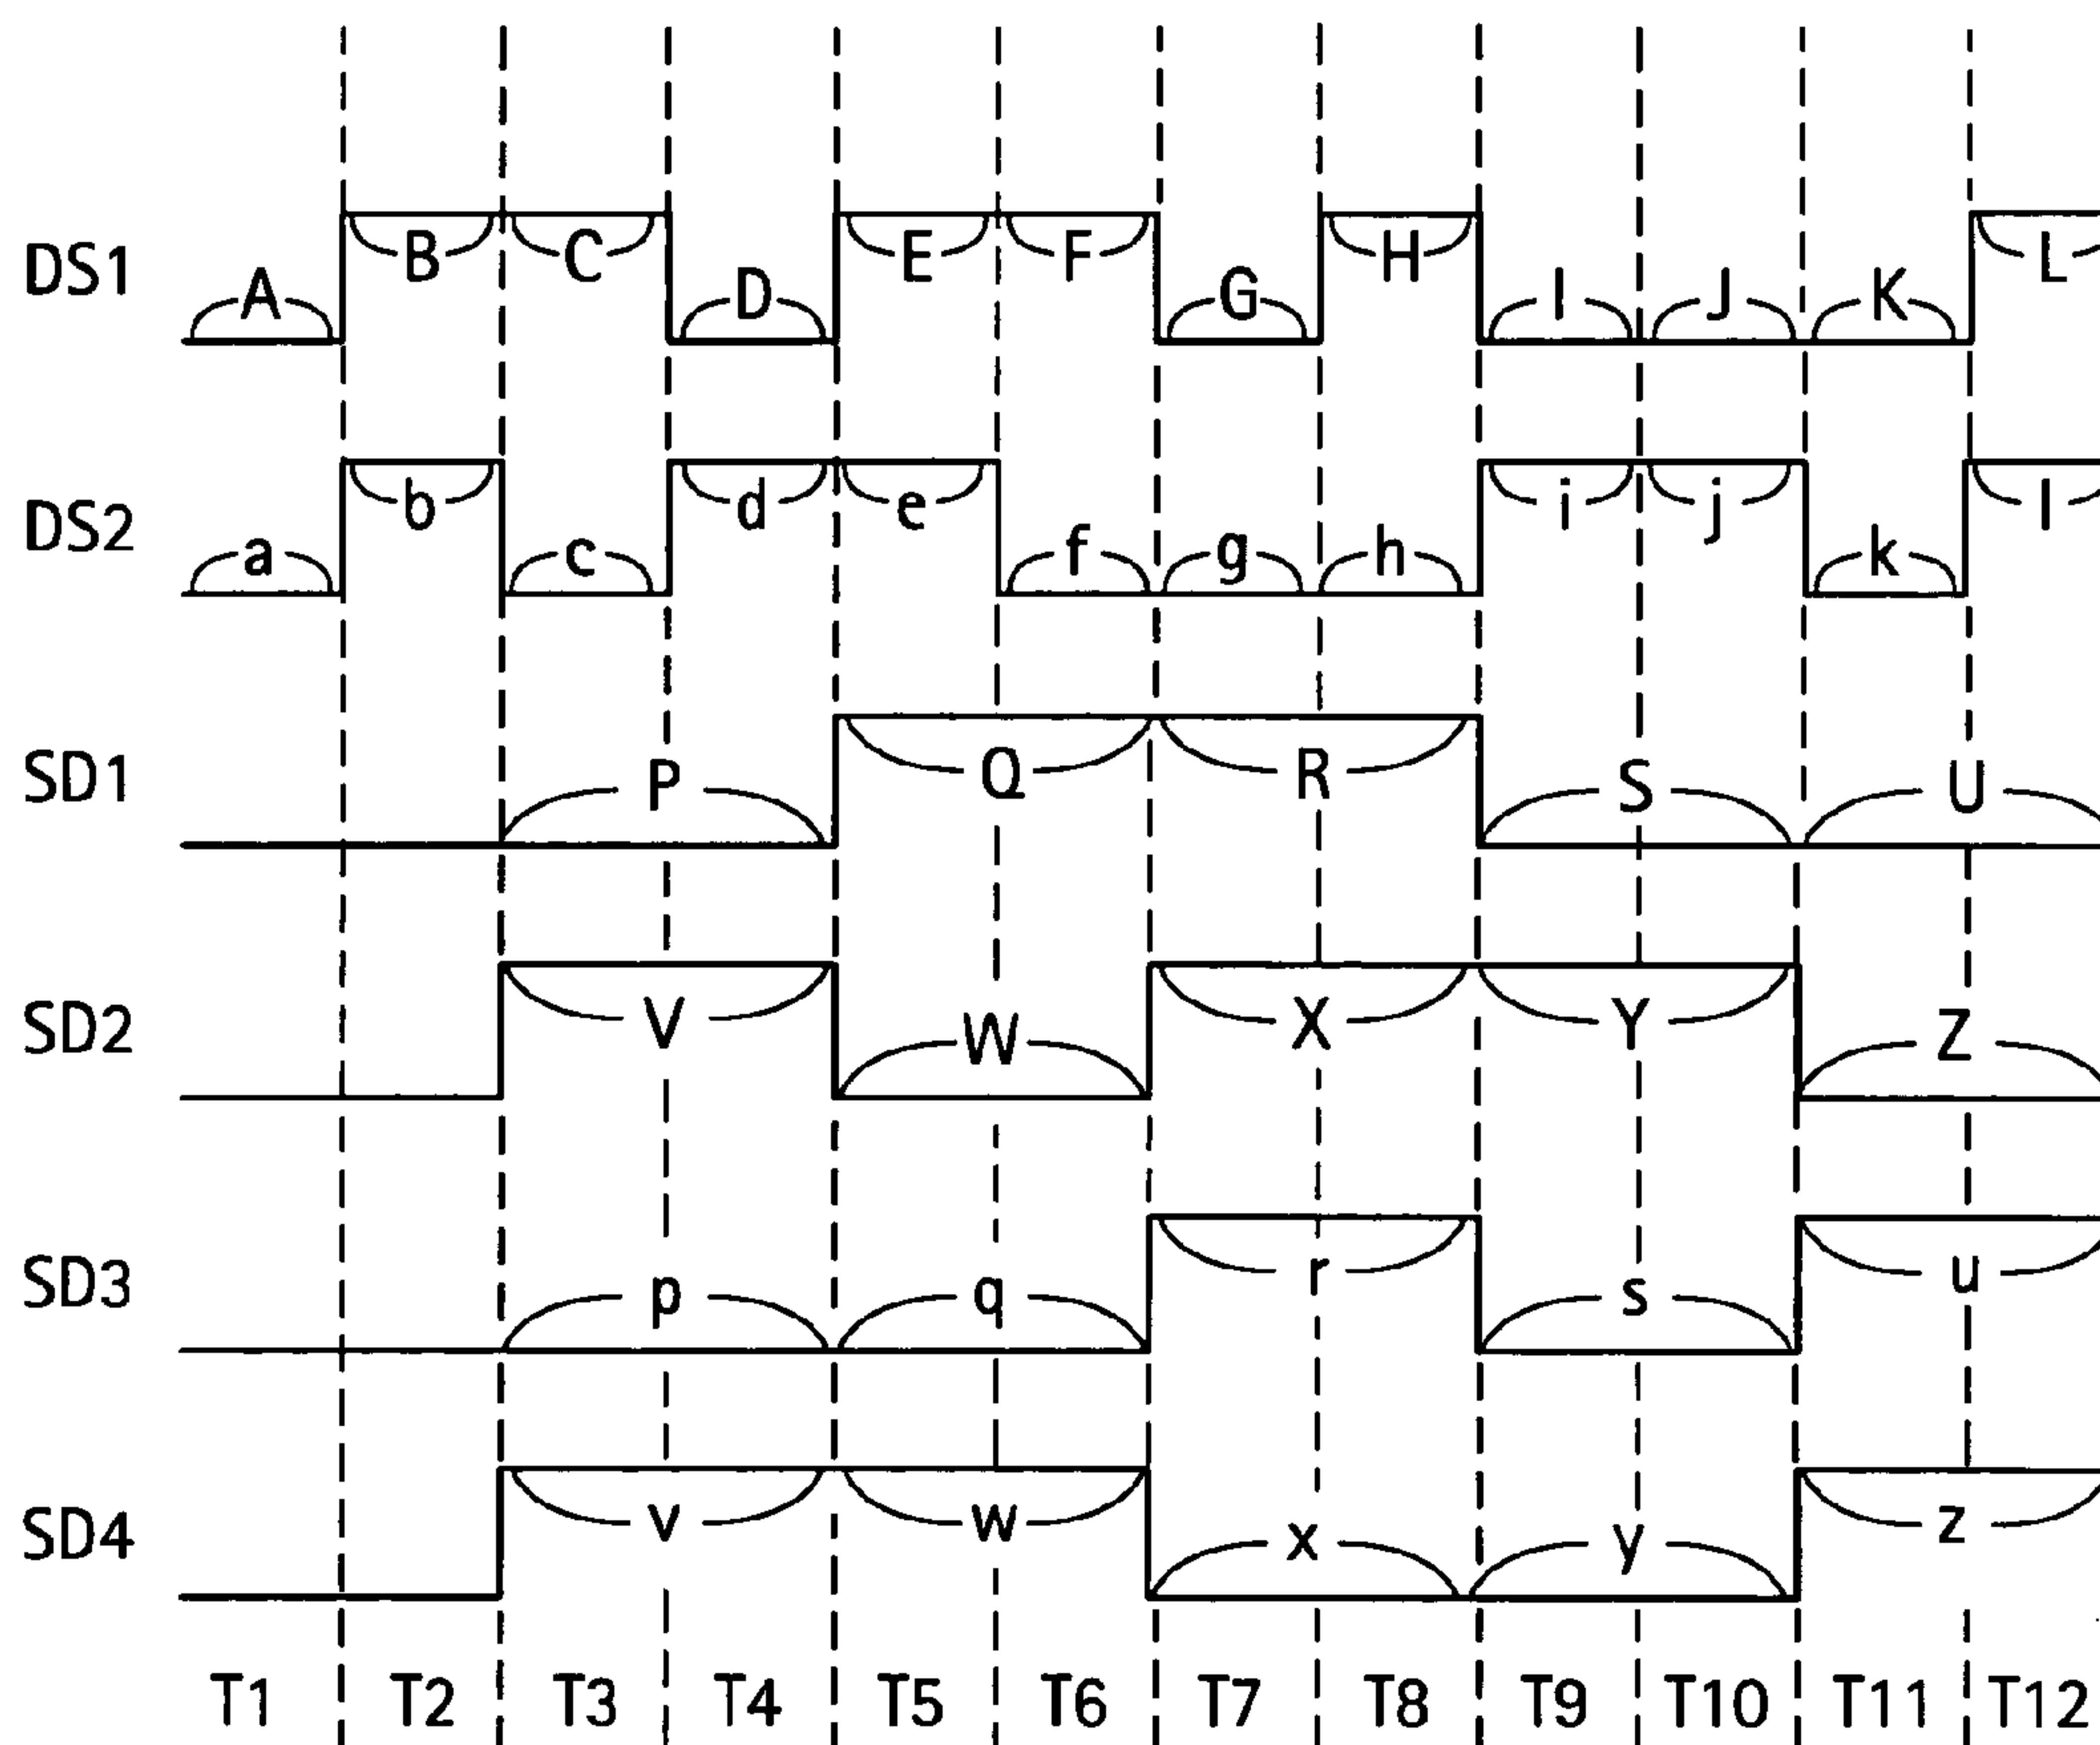 DS1 A B C D E F G H I J K L
DS2 a b c d e f g h i j k l
SD1 P Q R S U
SD2 V W X Y Z
SD3 p q r s u
SD4 v w x y z
T1 T2 T3 T4 T5 T6 T7 T8 T9 T10 T11 T12